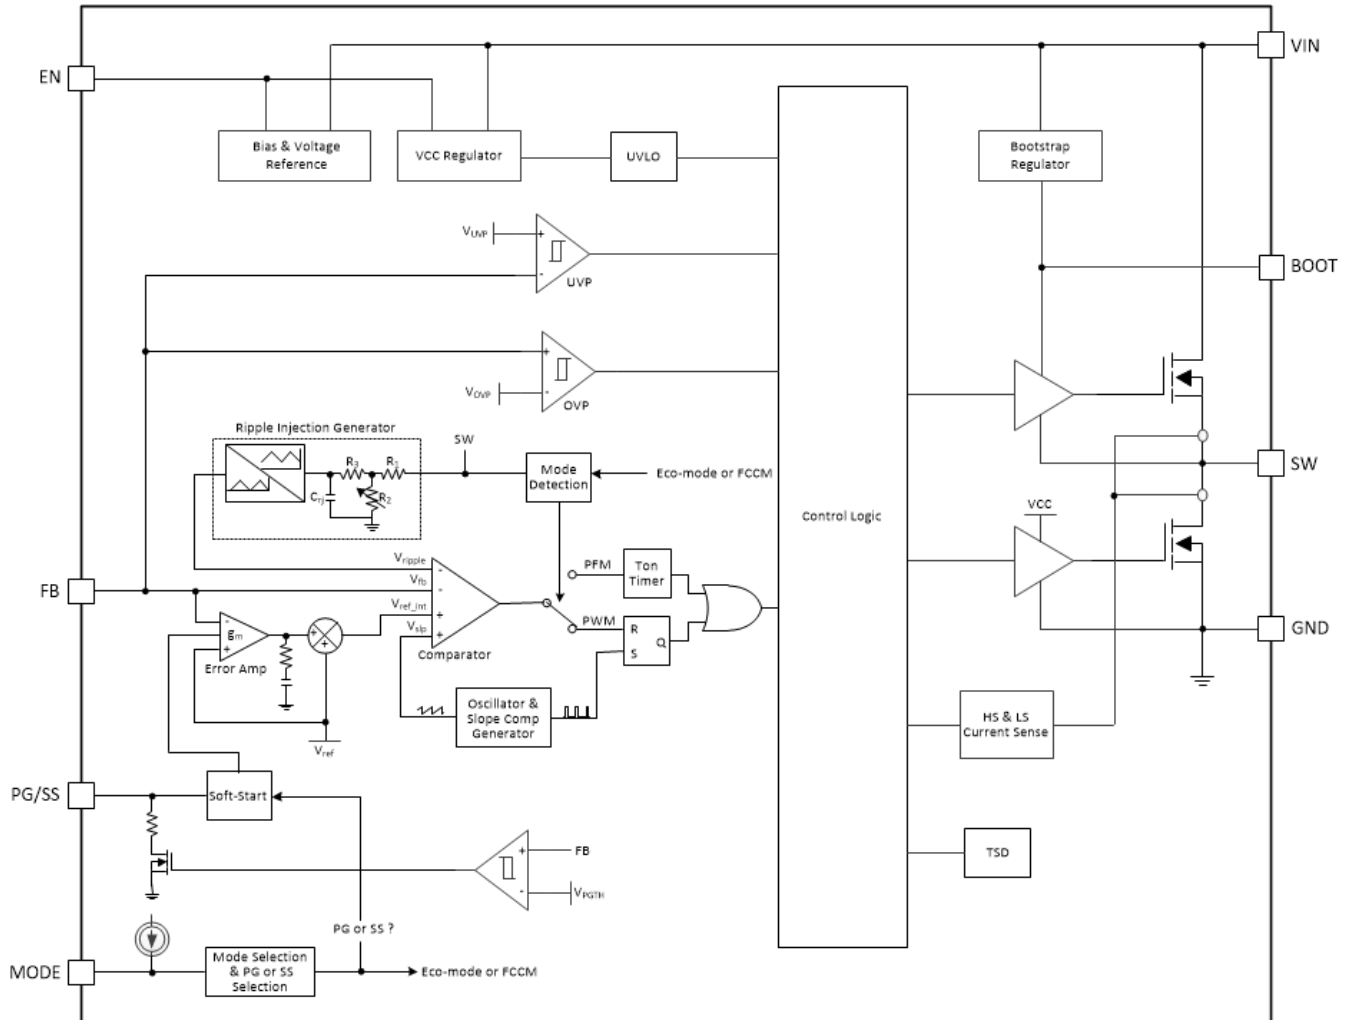 VIN
EN
Bias & Voltage
Reference
VCC Regulator
UVLO
Bootstrap
Regulator
VUVP
+
-
UVP
BOOT
+
VOVP
-
OVP
Ripple Injection Generator
SW
R3
R1
Crj
R2
Mode
Detection
Eco-mode or FCCM
SW
VCC
Control Logic
Vripple
-
Vfb
-
Vref_int
+
Vslp
+
Comparator
FB
PFM
Ton
Timer
PWM
R
S
Q
-
gm
+
Error Amp
+
+
GND
Oscillator &
Slope Comp
Generator
HS & LS
Current Sense
Vref
PG/SS
Soft-Start
+
FB
-
VPGTH
TSD
PG or SS ?
MODE
Mode Selection
& PG or SS
Selection
Eco-mode or FCCM